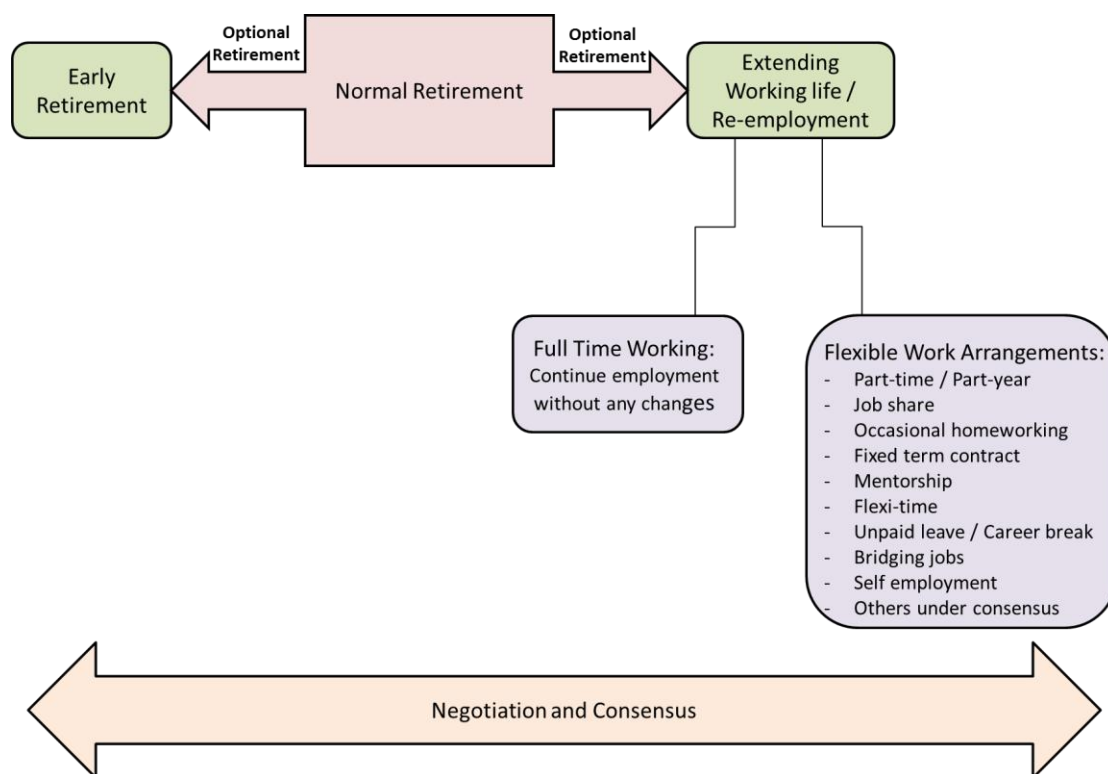 Optional
Retirement
Optional
Retirement
Early
Retirement
Normal Retirement
Extending
Working life /
Re-employment
Full Time Working:
Continue employment
without any changes
Flexible Work Arrangements:
- Part-time / Part-year
- Job share
- Occasional homeworking
- Fixed term contract
- Mentorship
- Flexi-time
- Unpaid leave / Career break
- Bridging jobs
- Self employment
- Others under consensus
Negotiation and Consensus